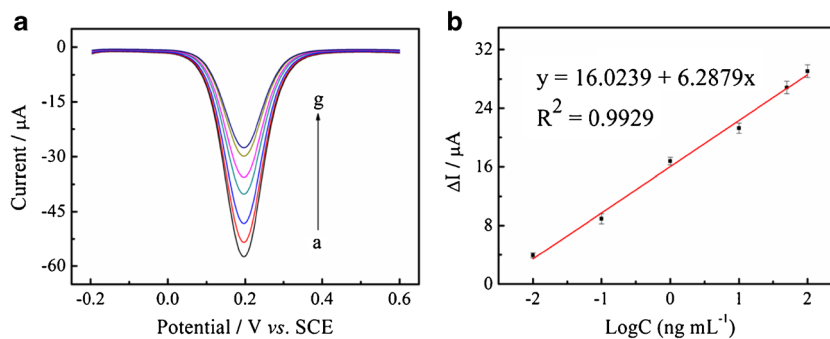 a
0
-15
-30
-45
-60
Current / μA
g
a
-0.2 0.0 0.2 0.4 0.6
Potential / V vs. SCE
b
32
24
16
8
0
ΔI / μA
y = 16.0239 + 6.2879x
R² = 0.9929
-2 -1 0 1 2
LogC (ng mL⁻¹)